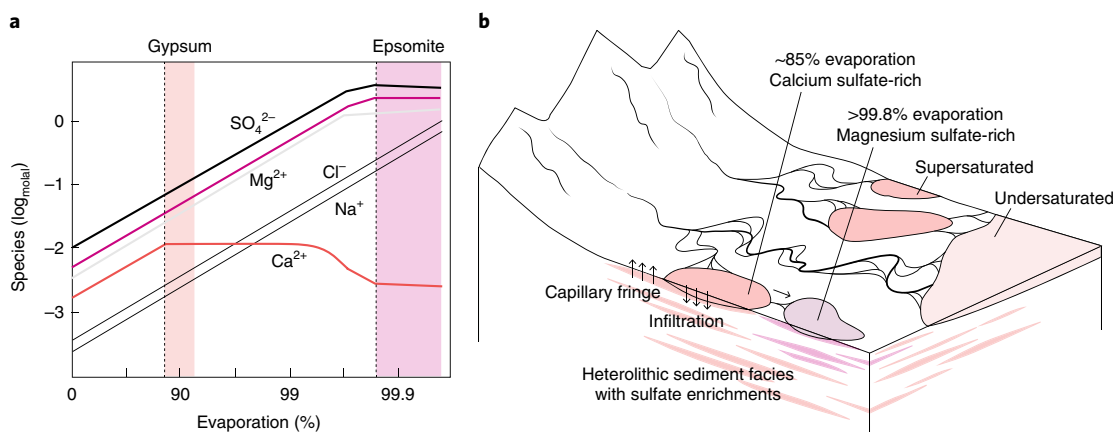 a
Gypsum
Epsomite
Species (log_molal)
0
−1
−2
−3
SO₄²⁻
Mg²⁺
Cl⁻
Na⁺
Ca²⁺
0
90
99
99.9
Evaporation (%)
b
~85% evaporation
Calcium sulfate-rich
>99.8% evaporation
Magnesium sulfate-rich
Supersaturated
Undersaturated
Capillary fringe
Infiltration
Heterolithic sediment facies
with sulfate enrichments